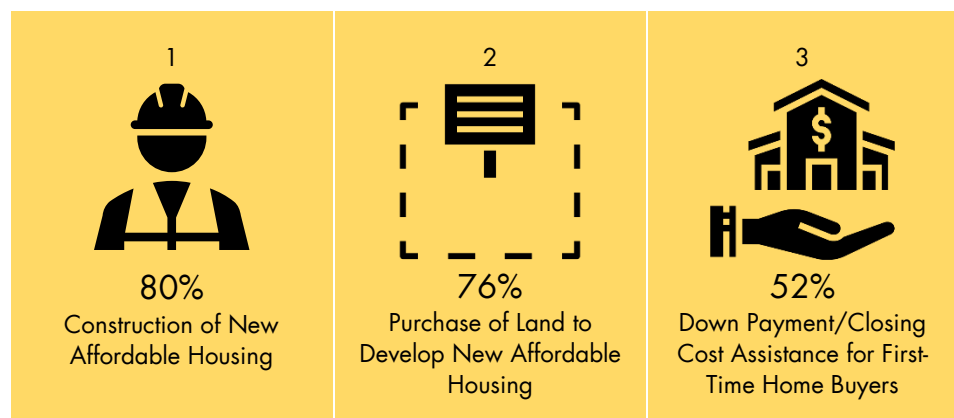 1
80%
Construction of New
Affordable Housing
2
76%
Purchase of Land to
Develop New Affordable
Housing
3
$
52%
Down Payment/Closing
Cost Assistance for First-
Time Home Buyers